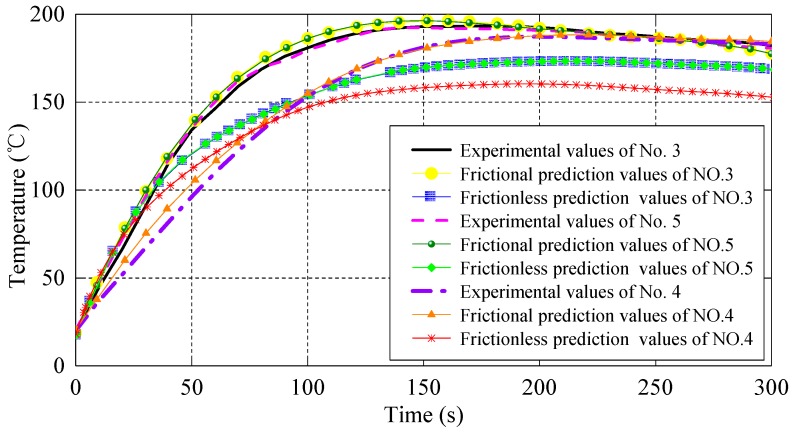 200
150
100
50
0
Temperature (℃)
Experimental values of No. 3
Frictional prediction values of NO.3
Frictionless prediction values of NO.3
Experimental values of No. 5
Frictional prediction values of NO.5
Frictionless prediction values of NO.5
Experimental values of No. 4
Frictional prediction values of NO.4
Frictionless prediction values of NO.4
0 50 100 150 200 250 300
Time (s)